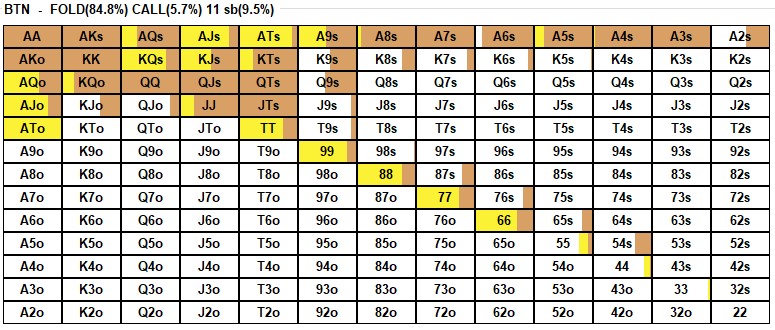 BTN - FOLD(84.8%) CALL(5.7%) 11 sb(9.5%)
AA AKs AQs AJs ATs A9s A8s A7s A6s A5s A4s A3s A2s
AKo KK KQs KJs KTs K9s K8s K7s K6s K5s K4s K3s K2s
AQo KQo QQ QJs QTs Q9s Q8s Q7s Q6s Q5s Q4s Q3s Q2s
AJo KJo QJo JJ JTs J9s J8s J7s J6s J5s J4s J3s J2s
ATo KTo QTo JTo TT T9s T8s T7s T6s T5s T4s T3s T2s
A9o K9o Q9o J9o T9o 99 98s 97s 96s 95s 94s 93s 92s
A8o K8o Q8o J8o T8o 98o 88 87s 86s 85s 84s 83s 82s
A7o K7o Q7o J7o T7o 97o 87o 77 76s 75s 74s 73s 72s
A6o K6o Q6o J6o T6o 96o 86o 76o 66 65s 64s 63s 62s
A5o K5o Q5o J5o T5o 95o 85o 75o 65o 55 54s 53s 52s
A4o K4o Q4o J4o T4o 94o 84o 74o 64o 54o 44 43s 42s
A3o K3o Q3o J3o T3o 93o 83o 73o 63o 53o 43o 33 32s
A2o K2o Q2o J2o T2o 92o 82o 72o 62o 52o 42o 32o 22